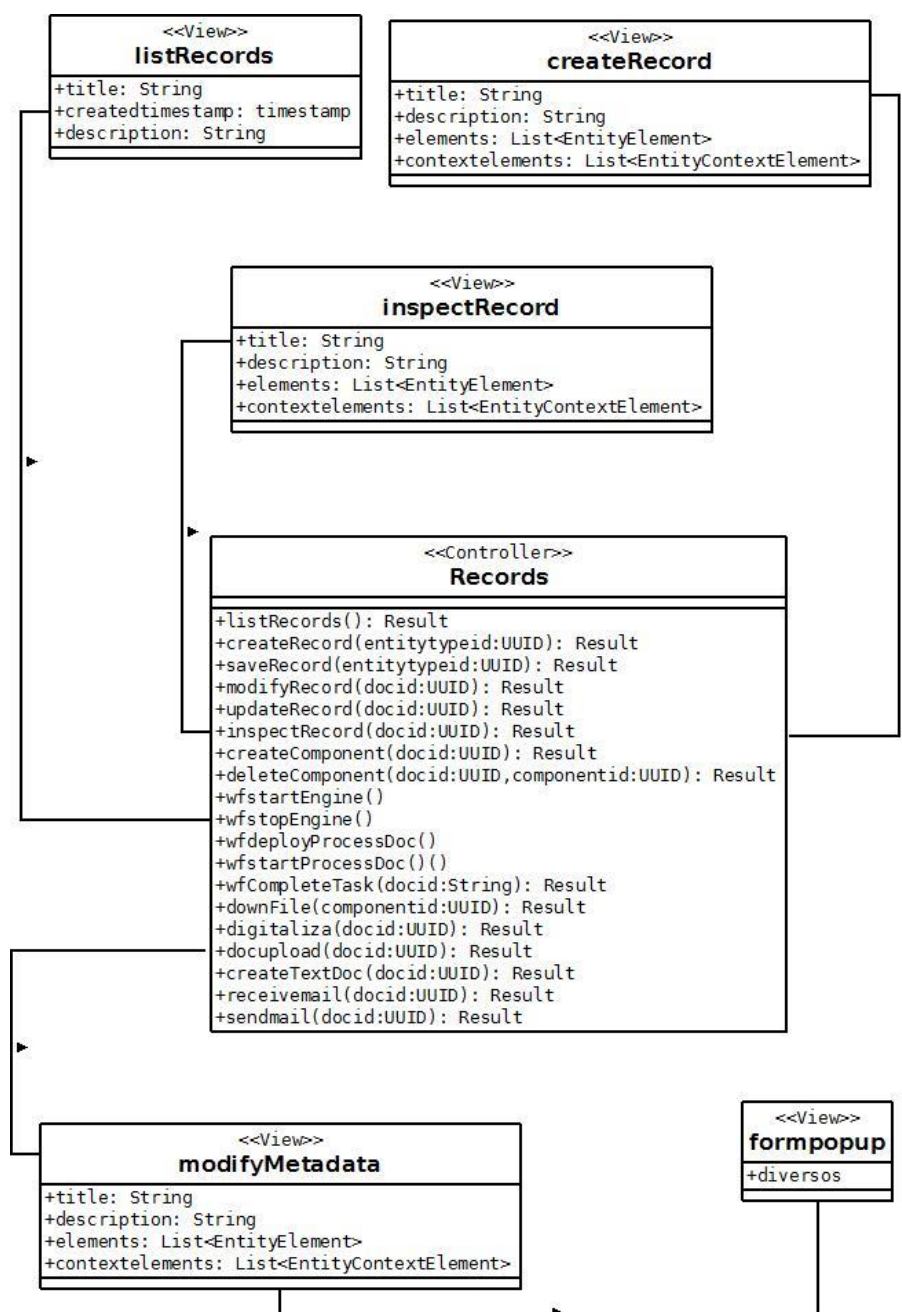 <<View>>
listRecords
+title: String
+createdtimestamp: timestamp
+description: String
<<View>>
createRecord
+title: String
+description: String
+elements: List<EntityElement>
+contextelements: List<EntityContextElement>
<<View>>
inspectRecord
+title: String
+description: String
+elements: List<EntityElement>
+contextelements: List<EntityContextElement>
<<Controller>>
Records
+listRecords(): Result
+createRecord(entitytypeid:UUID): Result
+saveRecord(entitytypeid:UUID): Result
+modifyRecord(docid:UUID): Result
+updateRecord(docid:UUID): Result
+inspectRecord(docid:UUID): Result
+createComponent(docid:UUID): Result
+deleteComponent(docid:UUID,componentid:UUID): Result
+wfstartEngine()
+wfstopEngine()
+wfdeployProcessDoc()
+wfstartProcessDoc()()
+wfCompleteTask(docid:String): Result
+downFile(componentid:UUID): Result
+digitaliza(docid:UUID): Result
+docupload(docid:UUID): Result
+createTextDoc(docid:UUID): Result
+receivemail(docid:UUID): Result
+sendmail(docid:UUID): Result
<<View>>
modifyMetadata
+title: String
+description: String
+elements: List<EntityElement>
+contextelements: List<EntityContextElement>
<<View>>
formpopup
+diversos